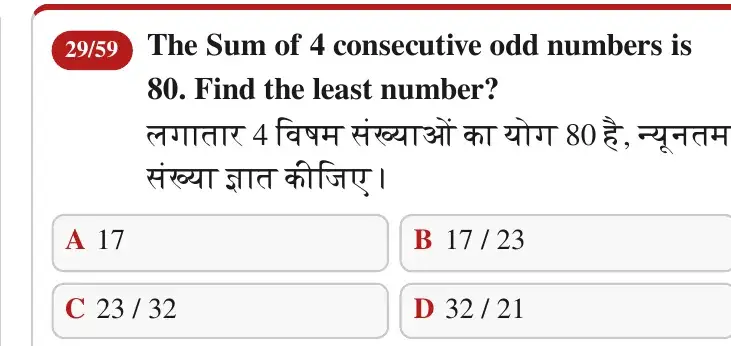 29/59 The Sum of 4 consecutive odd numbers is
80. Find the least number?
लगातार 4 विषम संख्याओं का योग 80 है, न्यूनतम
संख्या ज्ञात कीजिए।
A 17
B 17 / 23
C 23 / 32
D 32 / 21